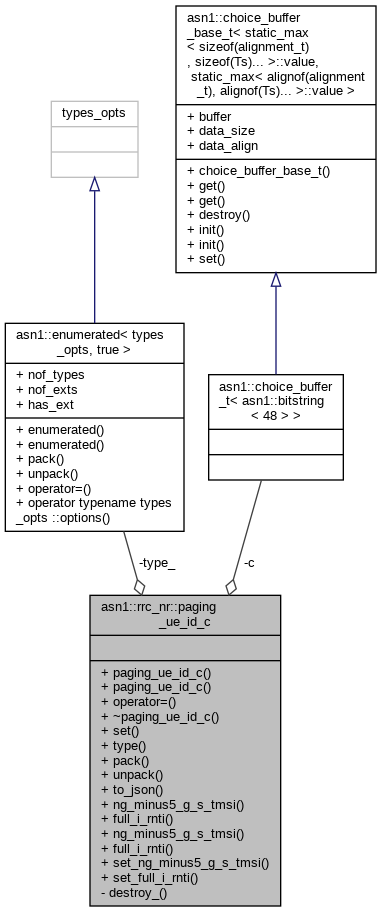 asn1::choice_buffer
_base_t< static_max
< sizeof(alignment_t)
, sizeof(Ts)... >::value,
static_max< alignof(alignment
_t), alignof(Ts)... >::value >
+ buffer
+ data_size
+ data_align
+ choice_buffer_base_t()
+ get()
+ get()
+ destroy()
+ init()
+ init()
+ set()
types_opts
asn1::enumerated< types
_opts, true >
+ nof_types
+ nof_exts
+ has_ext
+ enumerated()
+ enumerated()
+ pack()
+ unpack()
+ operator=()
+ operator typename types
_opts ::options()
asn1::choice_buffer
_t< asn1::bitstring
< 48 > >
-type_
-c
asn1::rrc_nr::paging
_ue_id_c
+ paging_ue_id_c()
+ paging_ue_id_c()
+ operator=()
+ ~paging_ue_id_c()
+ set()
+ type()
+ pack()
+ unpack()
+ to_json()
+ ng_minus5_g_s_tmsi()
+ full_i_rnti()
+ ng_minus5_g_s_tmsi()
+ full_i_rnti()
+ set_ng_minus5_g_s_tmsi()
+ set_full_i_rnti()
- destroy_()